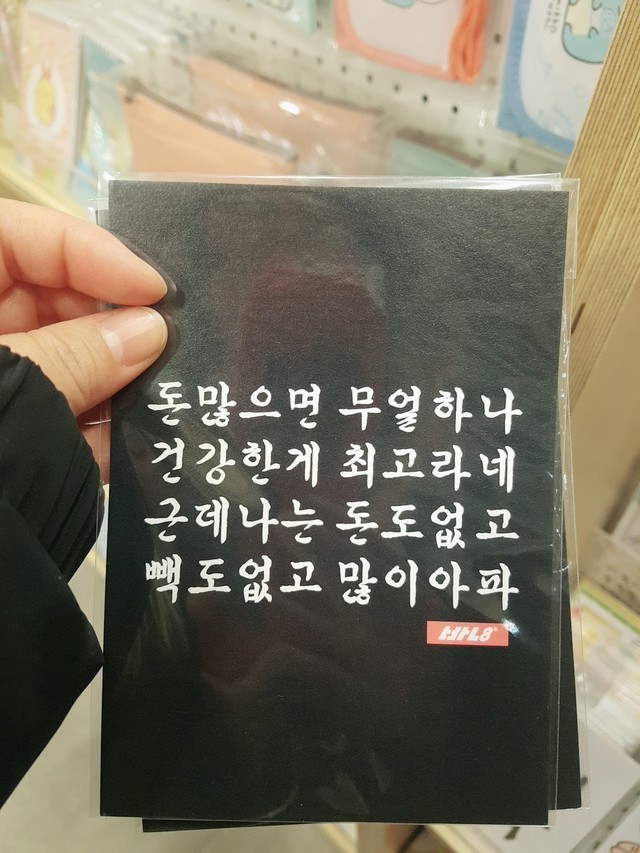 돈많으면 무얼하나
건강한게 최고라네
근데나는 돈도없고
빽도없고 많이아파